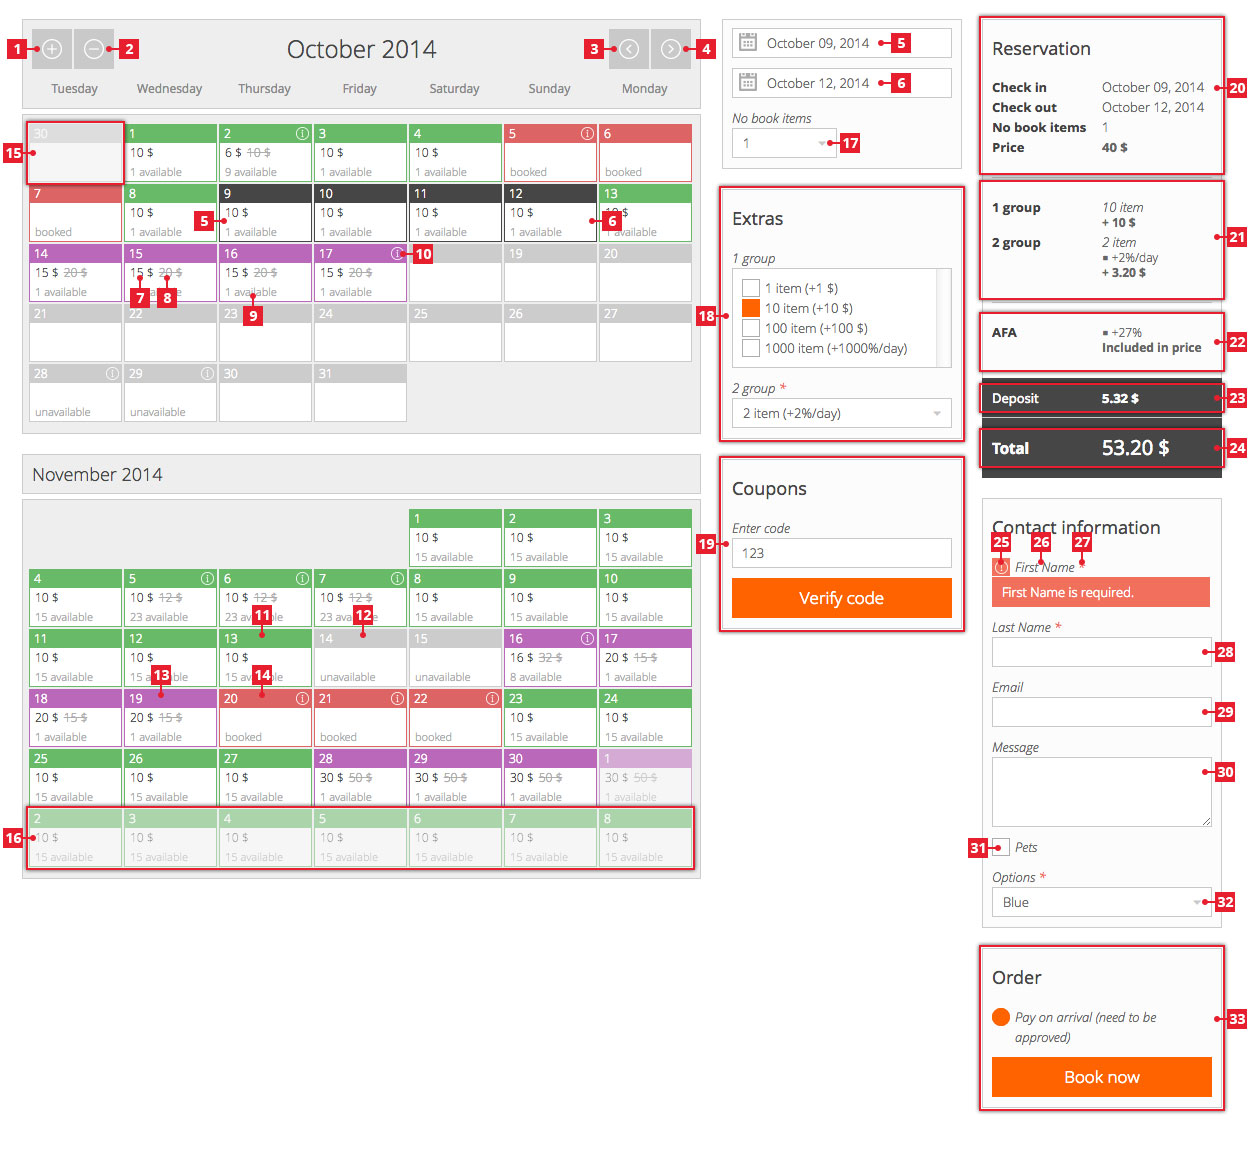 1
2
October 2014
3
4
Tuesday Wednesday Thursday Friday Saturday Sunday Monday
15
30 1 2 3 4 5 6
10 $ 6 $ 10 $ 10 $ 10 $
1 available 9 available 1 available 1 available booked booked
7 8 9 10 11 12 13
10 $ 10 $ 10 $ 10 $ 10 $
5
6
booked 1 available 1 available 1 available 1 available 1 available 1 available
14 15 16 17 18 19 20
10
15 $ 20 $ 15 $ 20 $ 15 $ 20 $ 15 $ 20 $
1 available 1 available 1 available
7
8
9
21 22 23 24 25 26 27
28 29 30 31
unavailable unavailable
November 2014
1 2 3
10 $ 10 $ 10 $
15 available 15 available 15 available
4 5 6 7 8 9 10
10 $ 10 $ 12 $ 10 $ 12 $ 10 $ 12 $ 10 $ 10 $ 10 $
15 available 23 available 15 available 15 available 15 available
11
12
11 12 13 14 15 16 17
10 $ 10 $ 10 $ 16 $ 32 $ 20 $ 15 $
15 available unavailable unavailable 8 available 1 available
13
14
18 19 20 21 22 23 24
20 $ 15 $ 20 $ 15 $ 10 $ 10 $
1 available 1 available booked booked booked 15 available 15 available
25 26 27 28 29 30 1
10 $ 10 $ 10 $ 30 $ 50 $ 30 $ 50 $ 30 $ 50 $ 30 $ 50 $
15 available 15 available 15 available 1 available 1 available 1 available 1 available
16
2 3 4 5 6 7 8
10 $ 10 $ 10 $ 10 $ 10 $ 10 $ 10 $
15 available 15 available 15 available 15 available 15 available 15 available 15 available
October 09, 2014
5
October 12, 2014
6
No book items
1
17
Extras
1 group
1 item (+1 $)
18
10 item (+10 $)
100 item (+100 $)
1000 item (+1000%/day)
2 group *
2 item (+2%/day)
Coupons
Enter code
19
123
Verify code
Reservation
Check in October 09, 2014
20
Check out October 12, 2014
No book items 1
Price 40 $
1 group 10 item
+ 10 $
21
2 group 2 item
+2%/day
+ 3.20 $
AFA +27%
22
Included in price
Deposit 5.32 $
23
Total 53.20 $
24
Contact information
25
26
27
First Name *
First Name is required.
Last Name *
28
Email
29
Message
30
31
Pets
Options *
Blue
32
Order
Pay on arrival (need to be
approved)
33
Book now